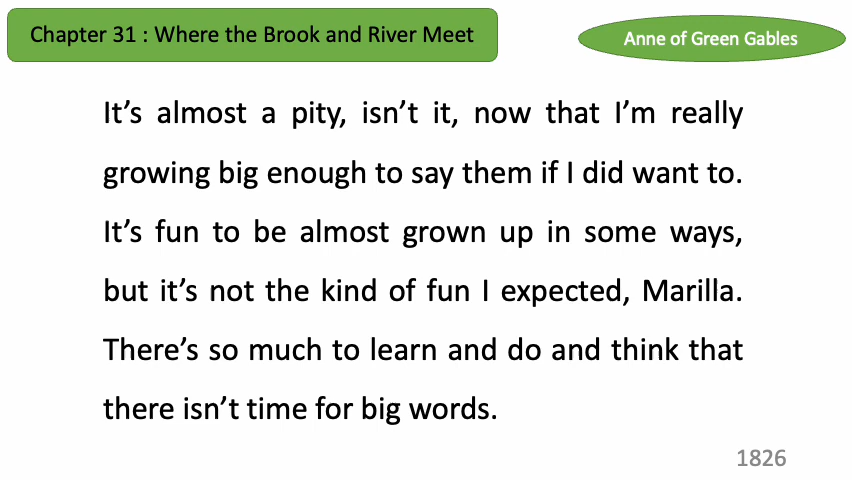 Chapter 31 : Where the Brook and River Meet
Anne of Green Gables
It’s almost a pity, isn’t it, now that I’m really
growing big enough to say them if I did want to.
It’s fun to be almost grown up in some ways,
but it’s not the kind of fun I expected, Marilla.
There’s so much to learn and do and think that
there isn’t time for big words.
1826